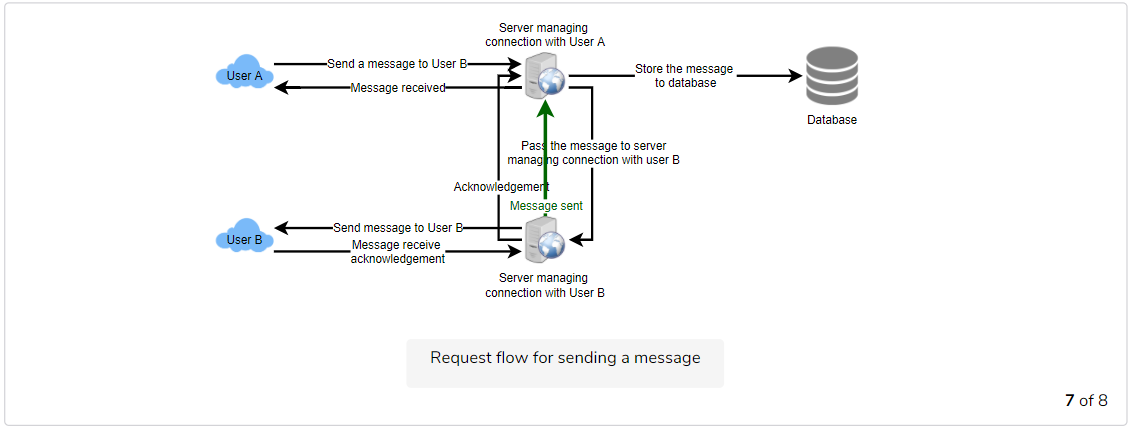 Server managing
connection with User A
User A
Send a message to User B
Message received
Store the message
to database
Database
Pass the message to server
managing connection with user B
Acknowledgement
Message sent
User B
Send message to User B
Message receive
acknowledgement
Server managing
connection with User B
Request flow for sending a message
7 of 8